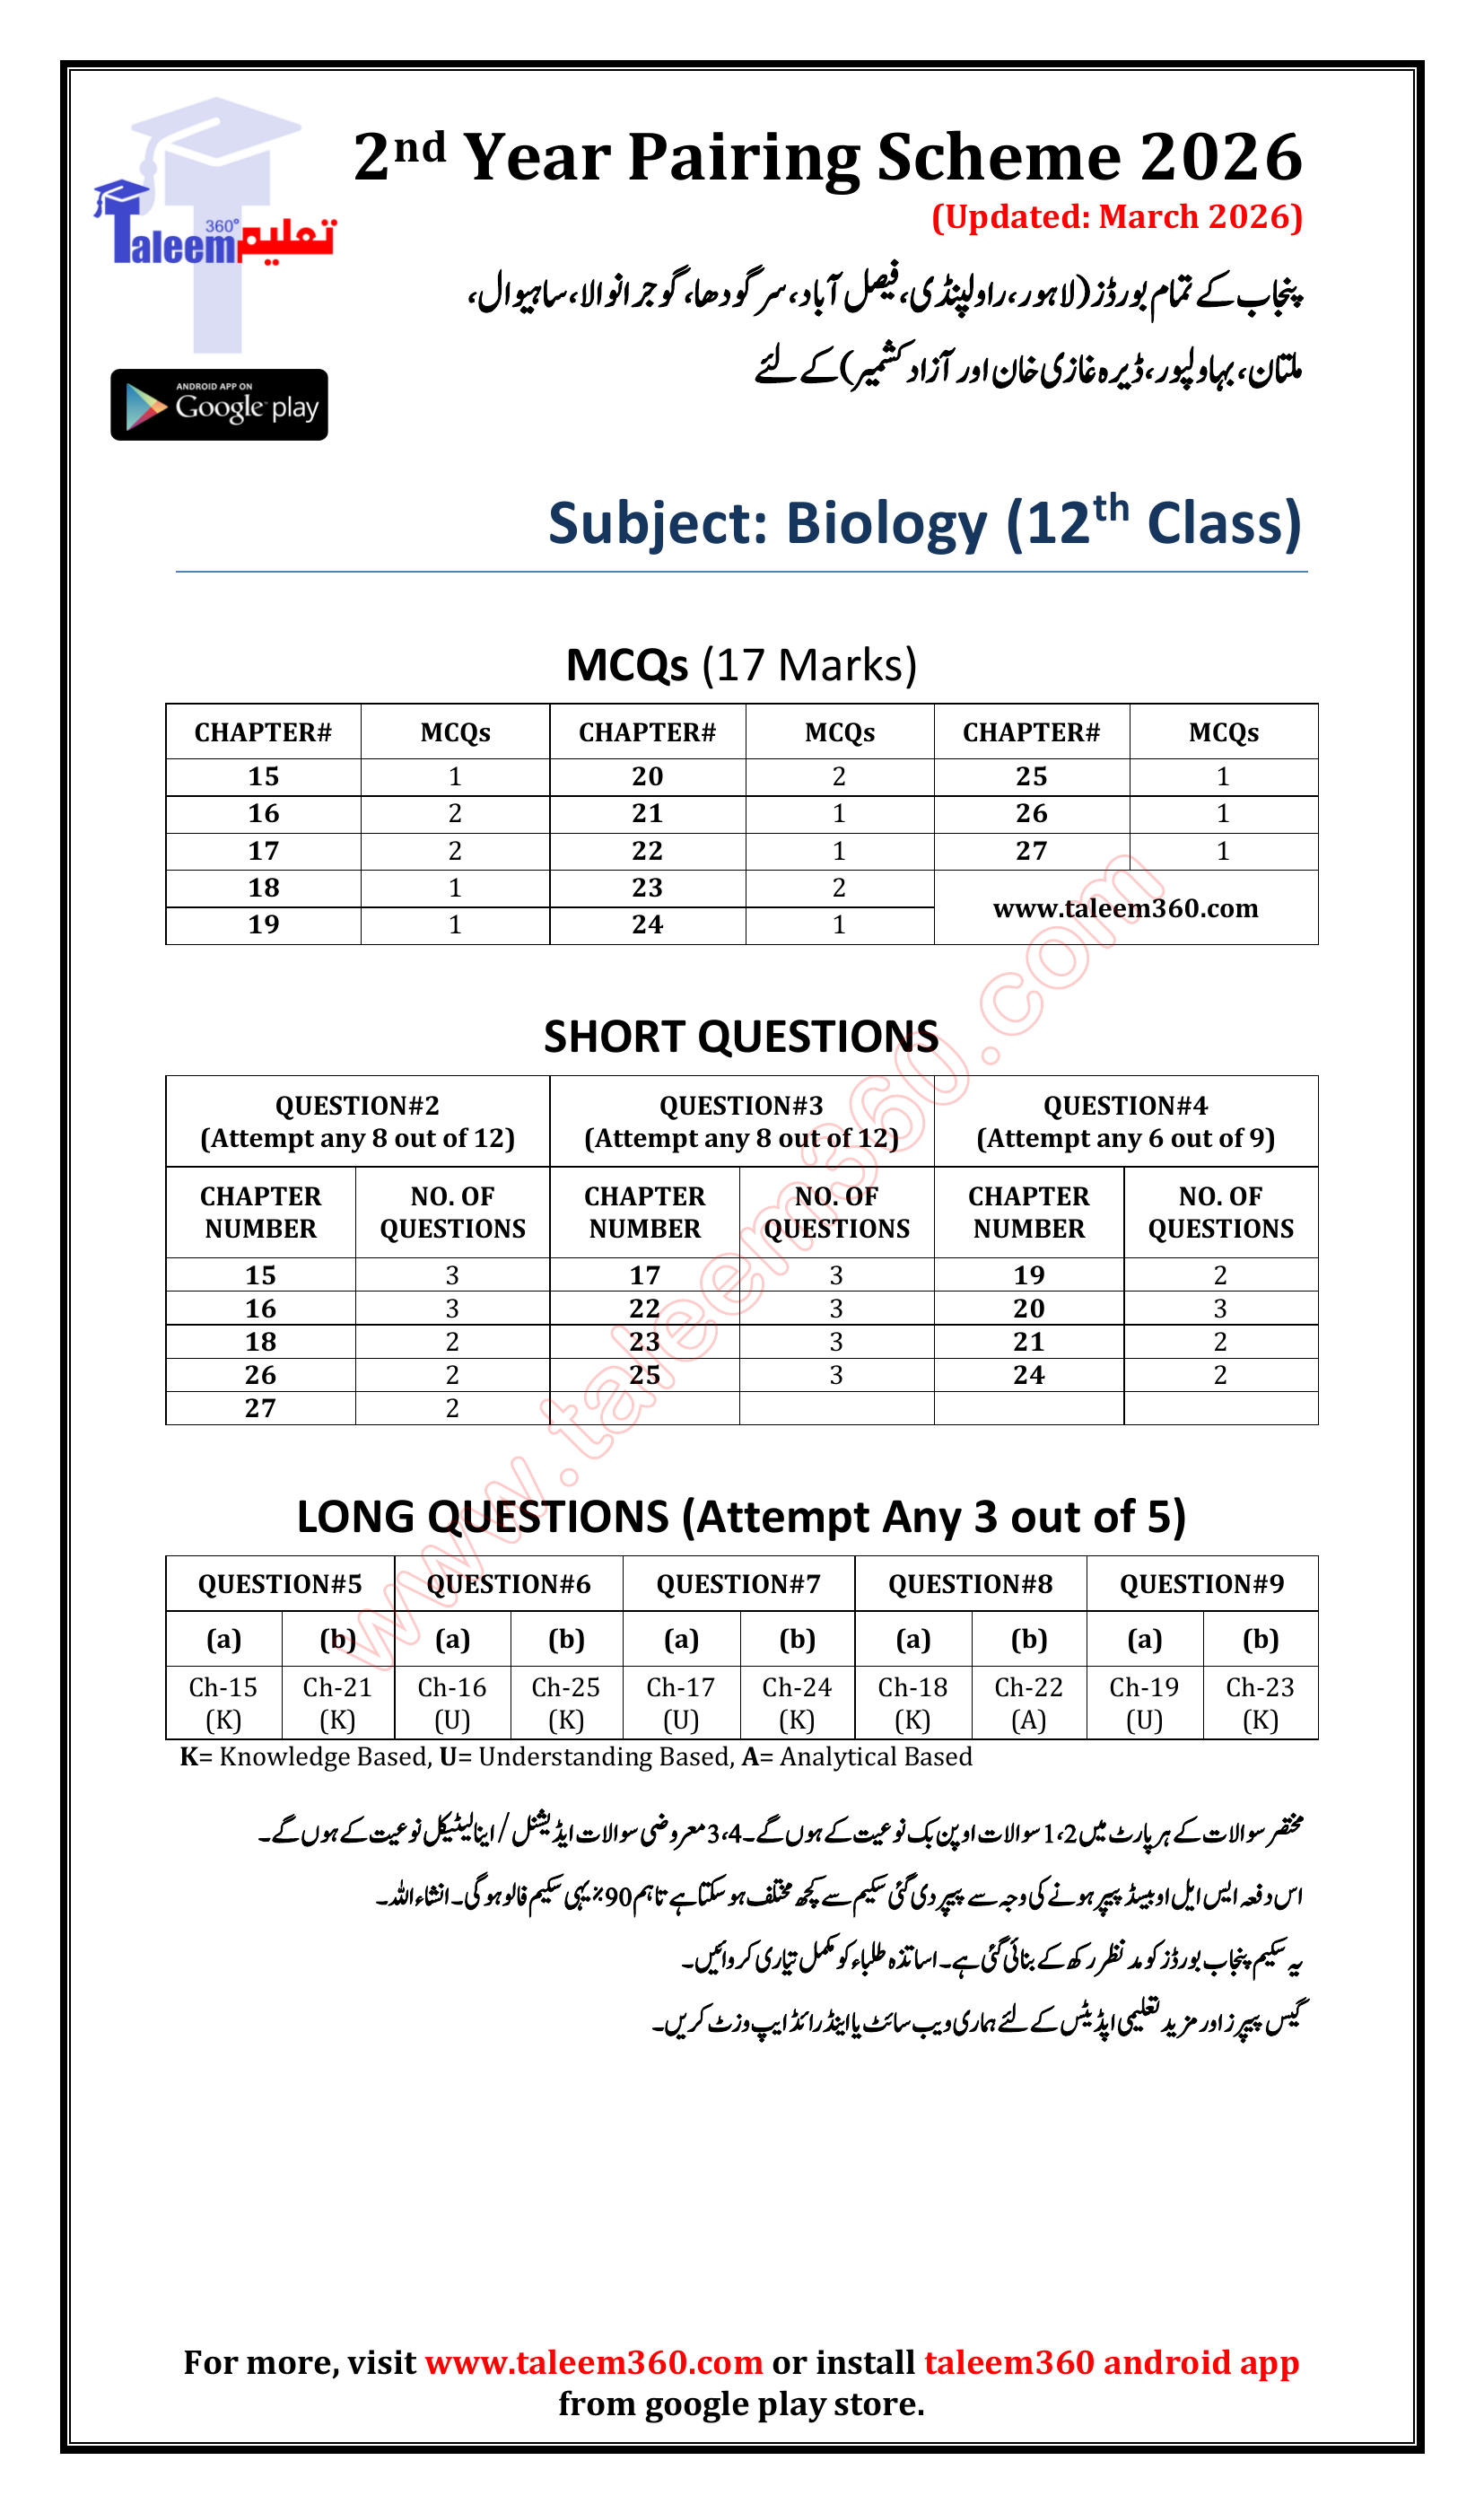 2nd Year Pairing Scheme 2026
(Updated: March 2026)
Taleem 360° تعلیم
پنجاب کے تمام بورڈز (لاہور، راولپنڈی، فیصل آباد، سرگودھا، گوجرانوالا، ساہیوال،
ملتان، بہاولپور، ڈیرہ غازی خان اور آزاد کشمیر) کے لئے
ANDROID APP ON
Google play
Subject: Biology (12th Class)
MCQs (17 Marks)
CHAPTER# MCQs CHAPTER# MCQs CHAPTER# MCQs
15 1 20 2 25 1
16 2 21 1 26 1
17 2 22 1 27 1
18 1 23 2
www.taleem360.com
19 1 24 1
SHORT QUESTIONS
QUESTION#2 QUESTION#3 QUESTION#4
(Attempt any 8 out of 12) (Attempt any 8 out of 12) (Attempt any 6 out of 9)
CHAPTER NO. OF CHAPTER NO. OF CHAPTER NO. OF
NUMBER QUESTIONS NUMBER QUESTIONS NUMBER QUESTIONS
15 3 17 3 19 2
16 3 22 3 20 3
18 2 23 3 21 2
26 2 25 3 24 2
27 2
www.taleem360.com
LONG QUESTIONS (Attempt Any 3 out of 5)
QUESTION#5 QUESTION#6 QUESTION#7 QUESTION#8 QUESTION#9
(a) (b) (a) (b) (a) (b) (a) (b) (a) (b)
Ch-15 Ch-21 Ch-16 Ch-25 Ch-17 Ch-24 Ch-18 Ch-22 Ch-19 Ch-23
(K) (K) (U) (K) (U) (K) (K) (A) (U) (K)
K= Knowledge Based, U= Understanding Based, A= Analytical Based
مختصر سوالات کے ہر پارٹ میں 1،2 سوالات اوپن بک نوعیت کے ہوں گے۔ 3،4 معروضی سوالات ایڈیشنل / اینالیٹیکل نوعیت کے ہوں گے۔
اس دفعہ ایس ایل او بیسڈ پیپر ہونے کی وجہ سے پیپر دی گئی سکیم سے کچھ مختلف ہو سکتا ہے تاہم 90٪ یہی سکیم فالو ہو گی۔ انشاءاللہ۔
یہ سکیم پنجاب بورڈز کو مد نظر رکھ کے بنائی گئی ہے۔ اساتذہ طلباء کو مکمل تیاری کروائیں۔
گیس پیپرز اور مزید تعلیمی اپڈیٹس کے لئے ہماری ویب سائٹ یا اینڈرائڈ ایپ وزٹ کریں۔
For more, visit www.taleem360.com or install taleem360 android app
from google play store.